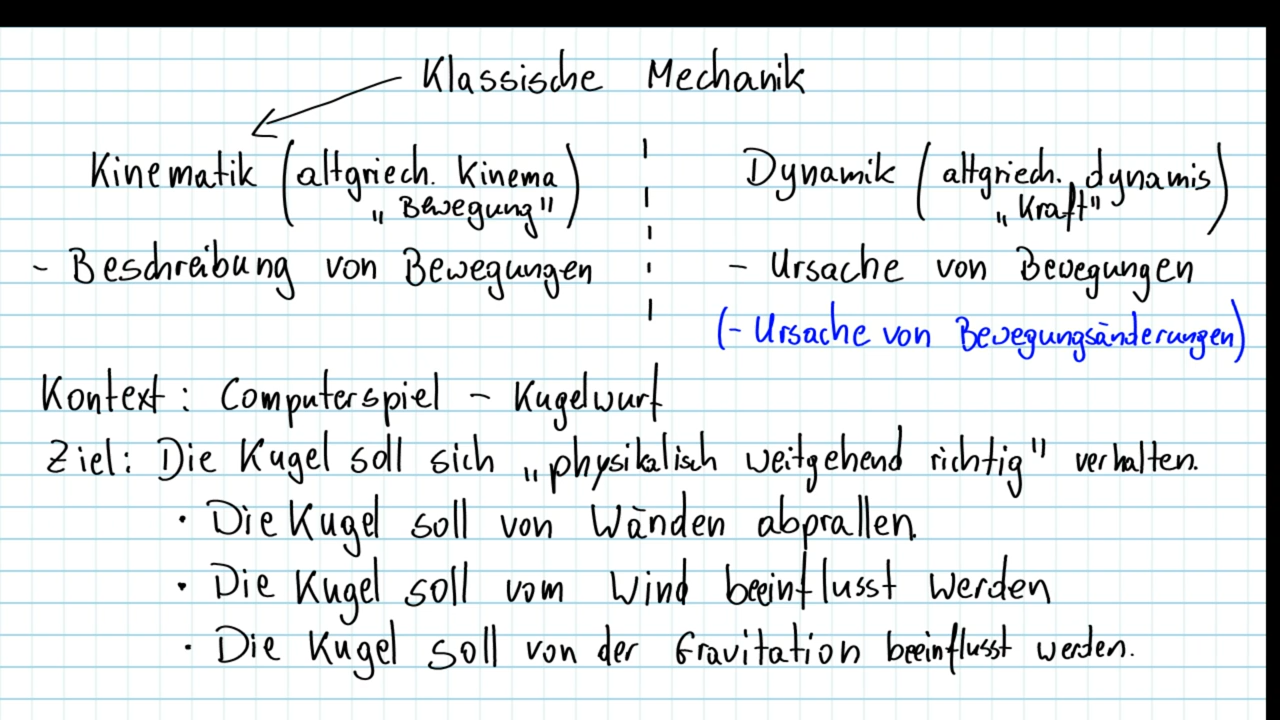 Klassische Mechanik
Kinematik (altgriech. Kinema
„Bewegung")
- Beschreibung von Bewegungen
Dynamik (altgriech. dynamis
„Kraft")
- Ursache von Bewegungen
(- Ursache von Bewegungsänderungen)
Kontext: Computerspiel - Kugelwurf
Ziel: Die Kugel soll sich „physikalisch weitgehend richtig" verhalten.
· Die Kugel soll von Wänden abprallen.
· Die Kugel soll vom Wind beeinflusst werden
· Die Kugel soll von der Gravitation beeinflusst werden.